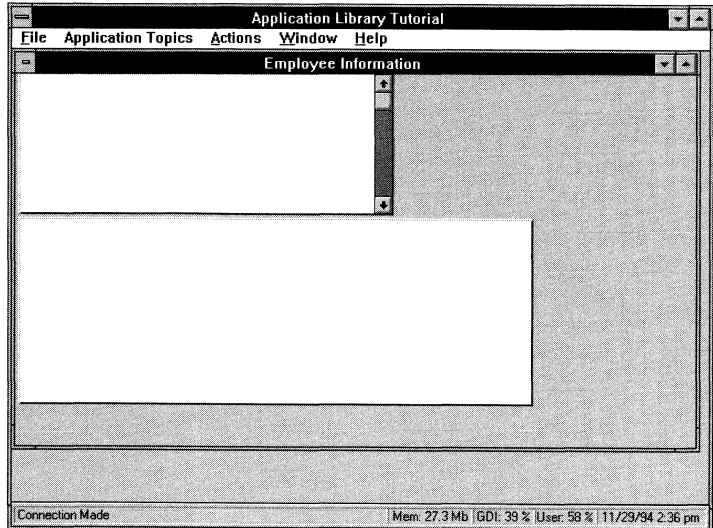 Application Library Tutorial
File Application Topics Actions Window Help
Employee Information
Connection Made Mem: 27.3 Mb GDI: 39 % User: 58 % 11/29/94 2:36 pm